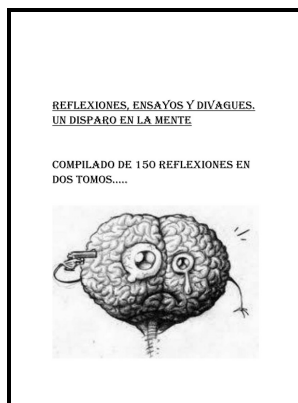 REFLEXIONES, ENSAYOS Y DIVAGUES.
UN DISPARO EN LA MENTE
COMPILADO DE 150 REFLEXIONES EN
DOS TOMOS.....